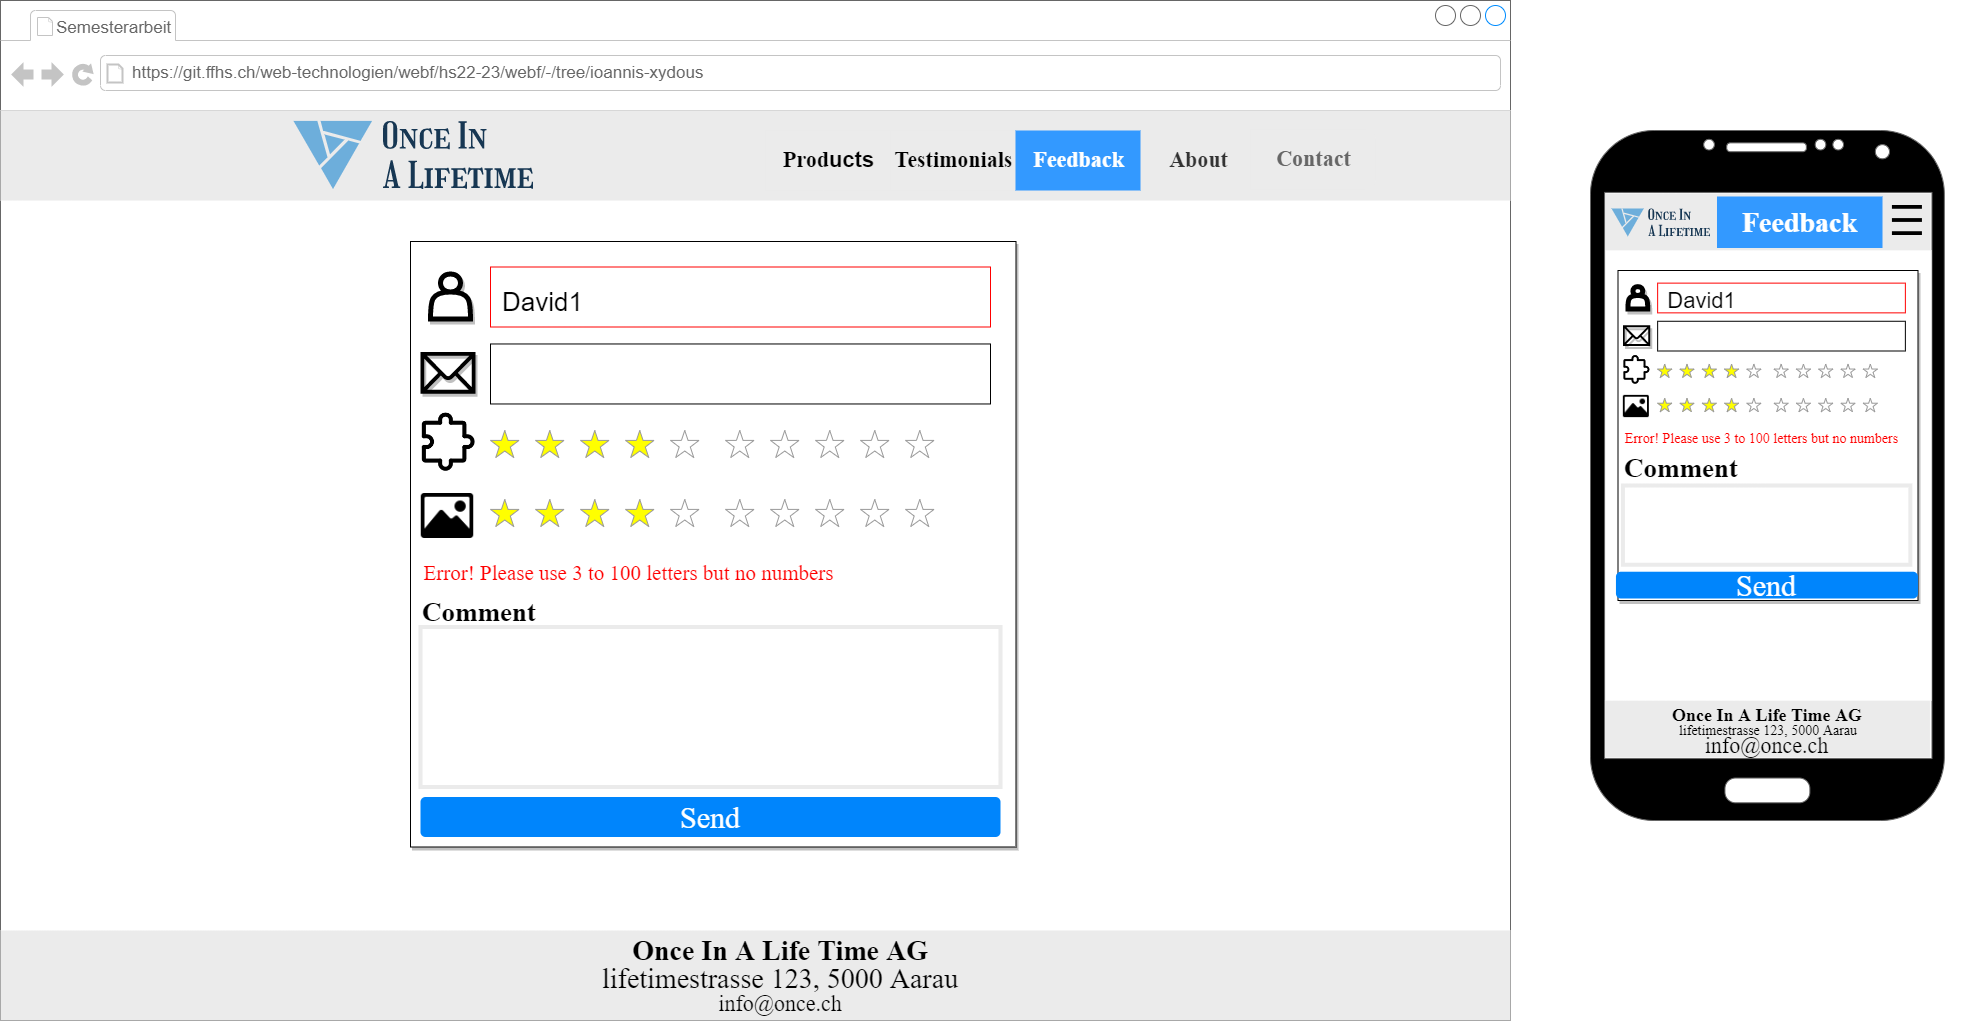 Semesterarbeit
https://git.ffhs.ch/web-technologien/webf/hs22-23/webf/-/tree/ioannis-xydous
Once In
A Lifetime
Products Testimonials Feedback About Contact
David1
Error! Please use 3 to 100 letters but no numbers
Comment
Send
Once In A Life Time AG
lifetimestrasse 123, 5000 Aarau
info@once.ch
Once In
A Lifetime
Feedback
David1
Error! Please use 3 to 100 letters but no numbers
Comment
Send
Once In A Life Time AG
lifetimestrasse 123, 5000 Aarau
info@once.ch